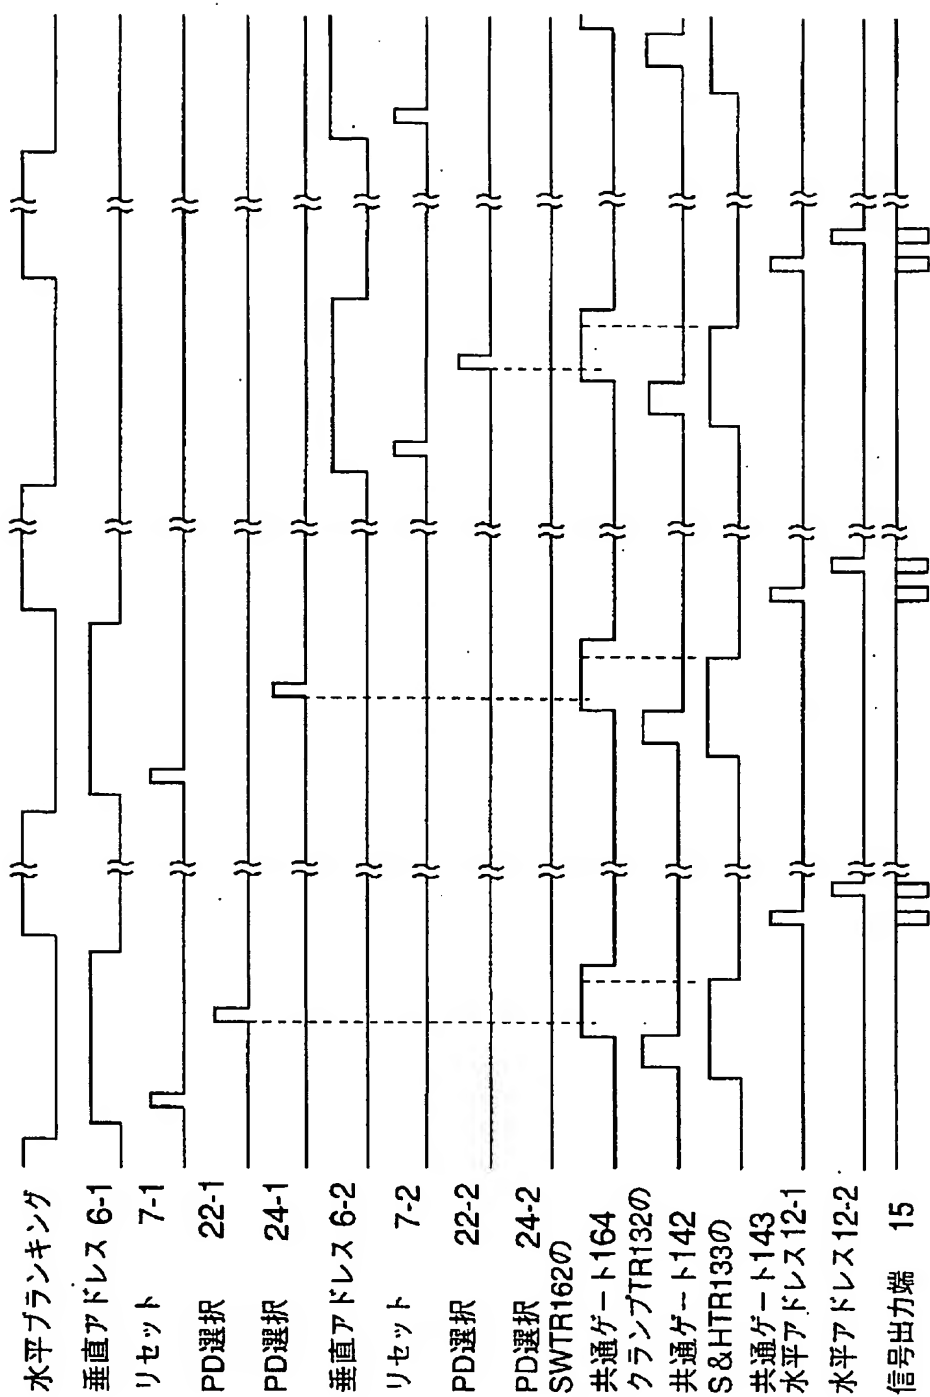 水平ブランキング
垂直アドレス 6-1
リセット 7-1
PD選択 22-1
PD選択 24-1
垂直アドレス 6-2
リセット 7-2
PD選択 22-2
PD選択 24-2
SWTR162の
共通ゲート164
クランプTR132の
共通ゲート142
S&HTR133の
共通ゲート143
水平アドレス12-1
水平アドレス12-2
信号出力端 15